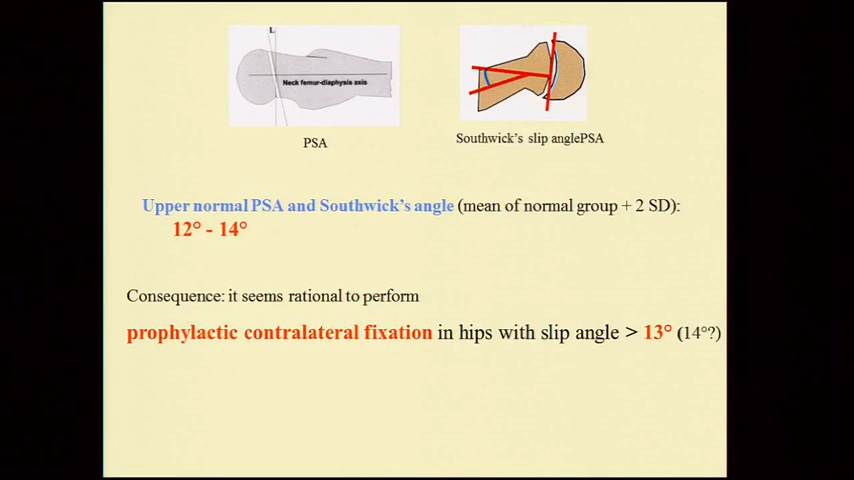 L
Neck femur-diaphysis axis
PSA
Southwick's slip anglePSA
Upper normal PSA and Southwick's angle (mean of normal group + 2 SD):
12° - 14°
Consequence: it seems rational to perform
prophylactic contralateral fixation in hips with slip angle > 13° (14°?)